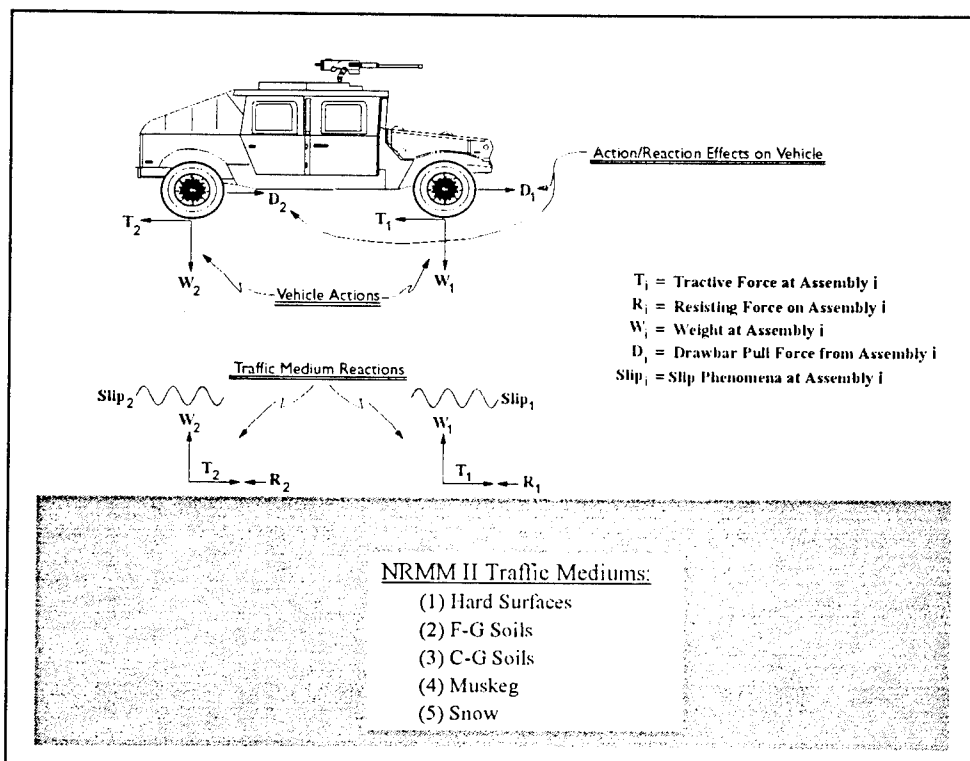 Action/Reaction Effects on Vehicle
D₂
D₁
T₂
T₁
W₂
W₁
Vehicle Actions
Tᵢ = Tractive Force at Assembly i
Rᵢ = Resisting Force on Assembly i
Wᵢ = Weight at Assembly i
Dᵢ = Drawbar Pull Force from Assembly i
Slipᵢ = Slip Phenomena at Assembly i
Traffic Medium Reactions
Slip₂
Slip₁
W₂
W₁
T₂
R₂
T₁
R₁
NRMM II Traffic Mediums:
(1) Hard Surfaces
(2) F-G Soils
(3) C-G Soils
(4) Muskeg
(5) Snow